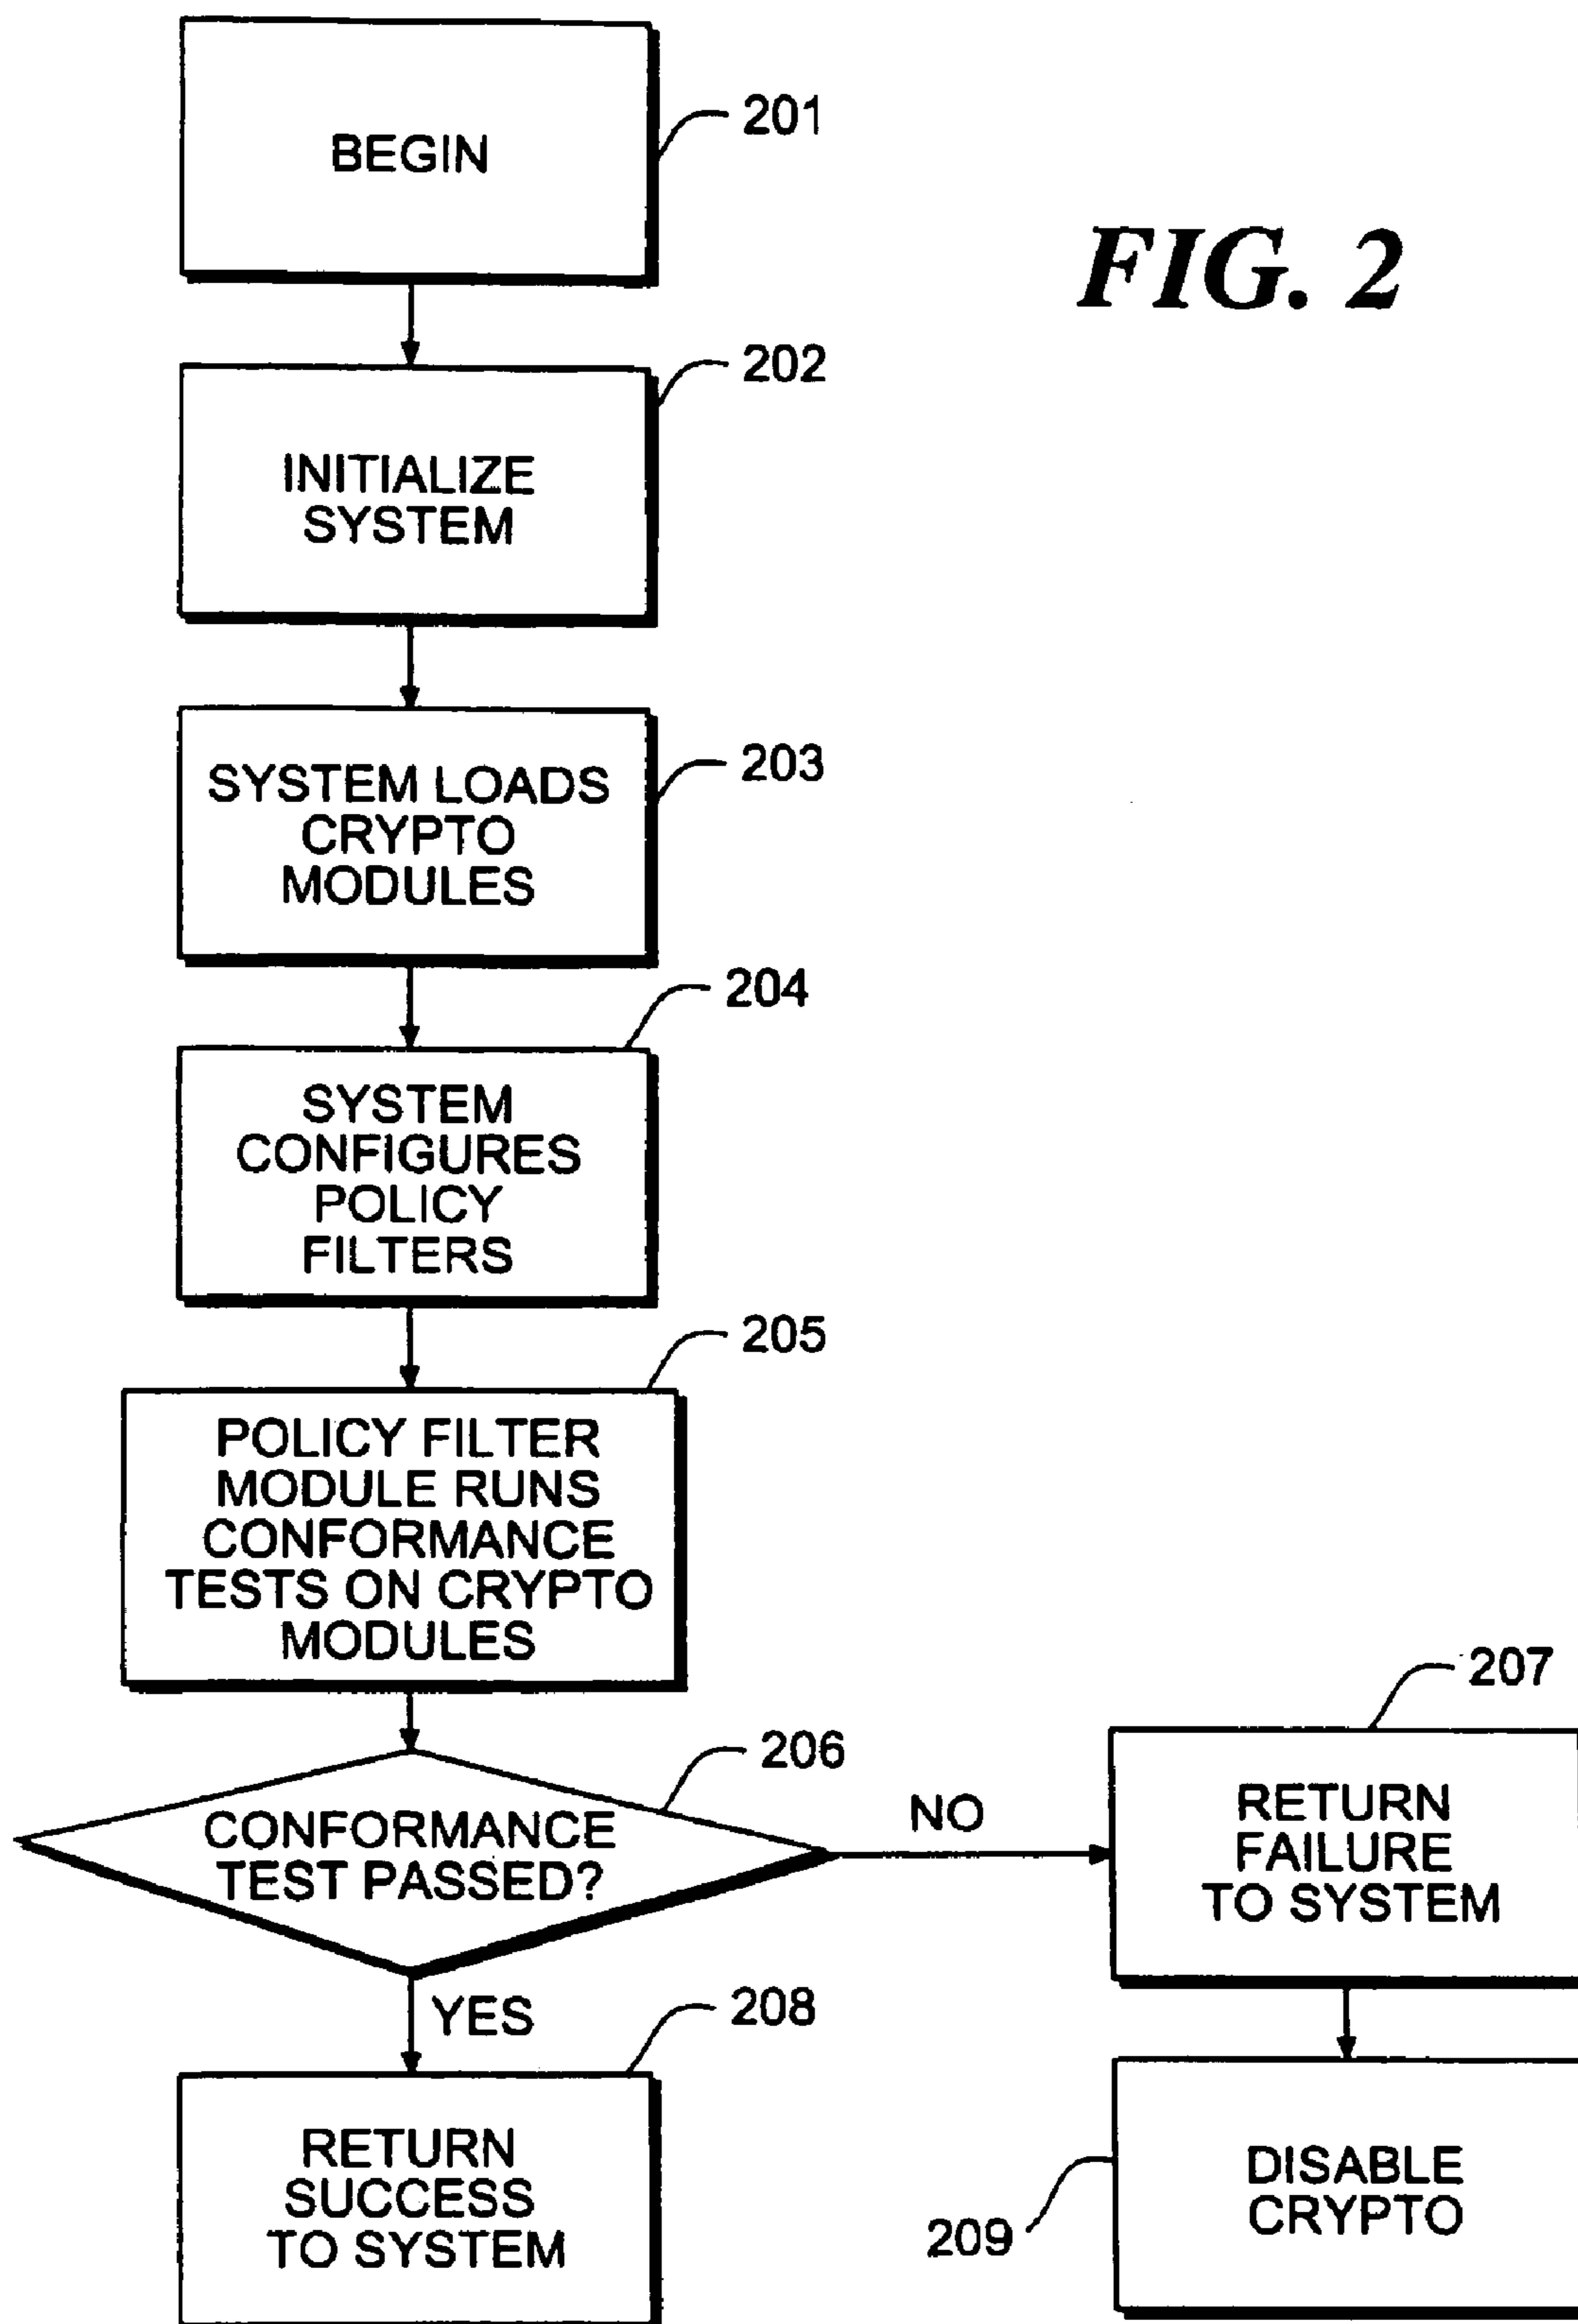 BEGIN
201
FIG. 2
202
INITIALIZE
SYSTEM
203
SYSTEM LOADS
CRYPTO
MODULES
204
SYSTEM
CONFIGURES
POLICY
FILTERS
205
POLICY FILTER
MODULE RUNS
CONFORMANCE
TESTS ON CRYPTO
MODULES
206
CONFORMANCE
TEST PASSED?
NO
207
RETURN
FAILURE
TO SYSTEM
YES
208
RETURN
SUCCESS
TO SYSTEM
209
DISABLE
CRYPTO